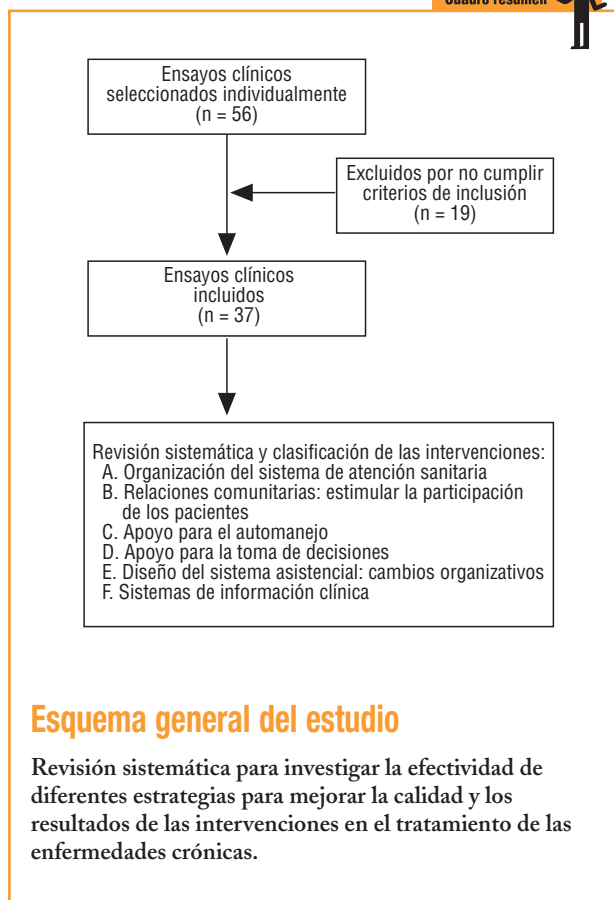 Cuadro resumen
Ensayos clínicos
seleccionados individualmente
(n = 56)
Excluidos por no cumplir
criterios de inclusión
(n = 19)
Ensayos clínicos
incluidos
(n = 37)
Revisión sistemática y clasificación de las intervenciones:
A. Organización del sistema de atención sanitaria
B. Relaciones comunitarias: estimular la participación
de los pacientes
C. Apoyo para el automanejo
D. Apoyo para la toma de decisiones
E. Diseño del sistema asistencial: cambios organizativos
F. Sistemas de información clínica
Esquema general del estudio
Revisión sistemática para investigar la efectividad de
diferentes estrategias para mejorar la calidad y los
resultados de las intervenciones en el tratamiento de las
enfermedades crónicas.